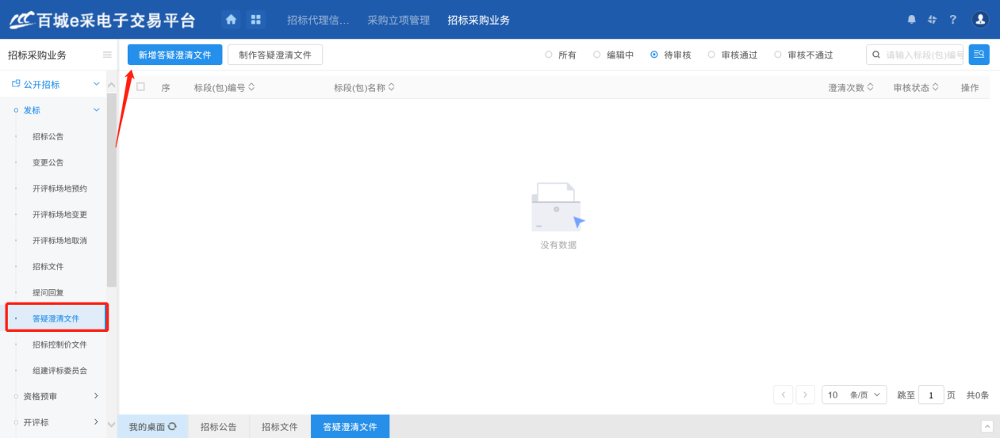 百城e采电子交易平台
招标代理信...
采购立项管理
招标采购业务
?
招标采购业务
新增答疑澄清文件
制作答疑澄清文件
所有
编辑中
待审核
审核通过
审核不通过
请输入标段(包)编号
公开招标
序
标段(包)编号
标段(包)名称
澄清次数
审核状态
操作
发标
招标公告
变更公告
开评标场地预约
开评标场地变更
开评标场地取消
招标文件
提问回复
答疑澄清文件
招标控制价文件
组建评标委员会
资格预审
开评标
没有数据
10 条/页
跳至 1 页 共0条
我的桌面
招标公告
招标文件
答疑澄清文件